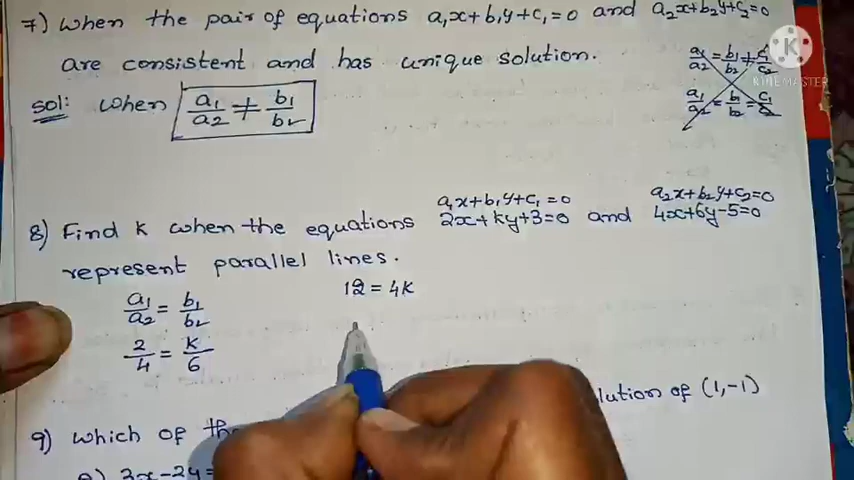 7) When the pair of equations a₁x+b₁y+c₁=0 and a₂x+b₂y+c₂=0
are consistent and has unique solution.
a₁/a₂ = b₁/b₂ ≠ c₁/c₂
a₁/a₂ = b₁/b₂ = c₁/c₂
KINEMASTER
Sol: when a₁/a₂ ≠ b₁/b₂
a₁x+b₁y+c₁=0 a₂x+b₂y+c₂=0
8) Find k when the equations 2x+ky+3=0 and 4x+6y-5=0
represent parallel lines.
a₁/a₂ = b₁/b₂ 12 = 4k
2/4 = k/6
lution of (1,-1)
9) which of th